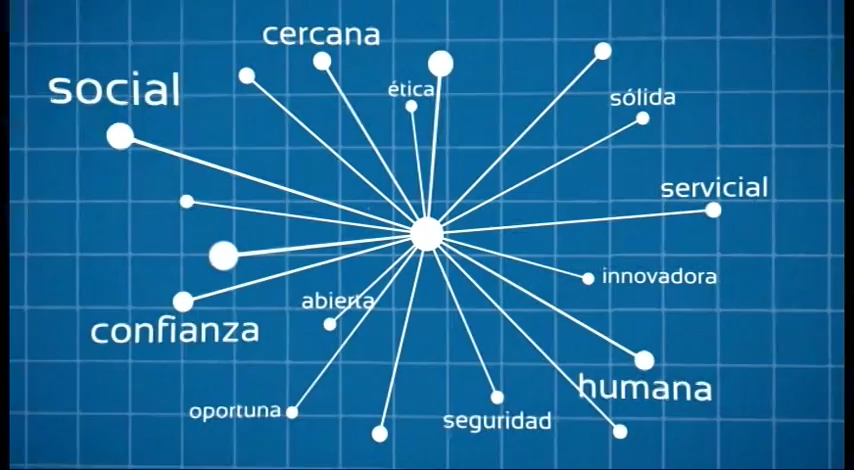 cercana
social
ética
sólida
servicial
innovadora
abierta
confianza
humana
oportuna
seguridad